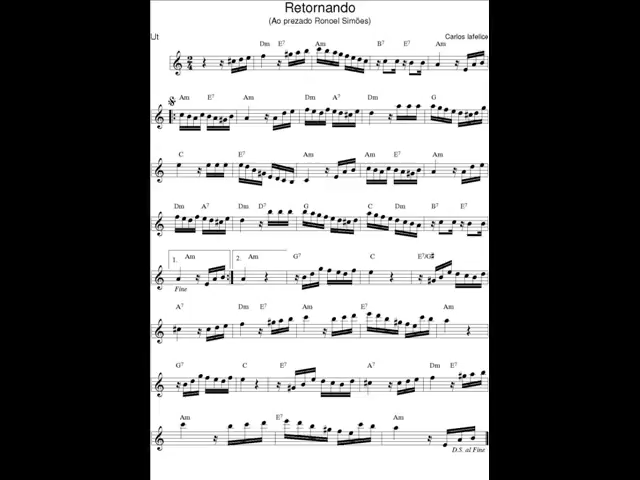 Retornando
(Ao prezado Ronoel Simões)
Ut
Carlos Iafelice
Dm E7 Am B7 E7 Am
Am E7 Am Dm A7 Dm G
C E7 Am Am E7 Am
Dm A7 Dm D7 G C Dm B7 E7
1. Am 2. Am G7 C E7/G#
Fine
A7 Dm E7 Am E7 Am
G7 C E7 Am A7 Dm E7
Am E7 Am
D.S. al Fine